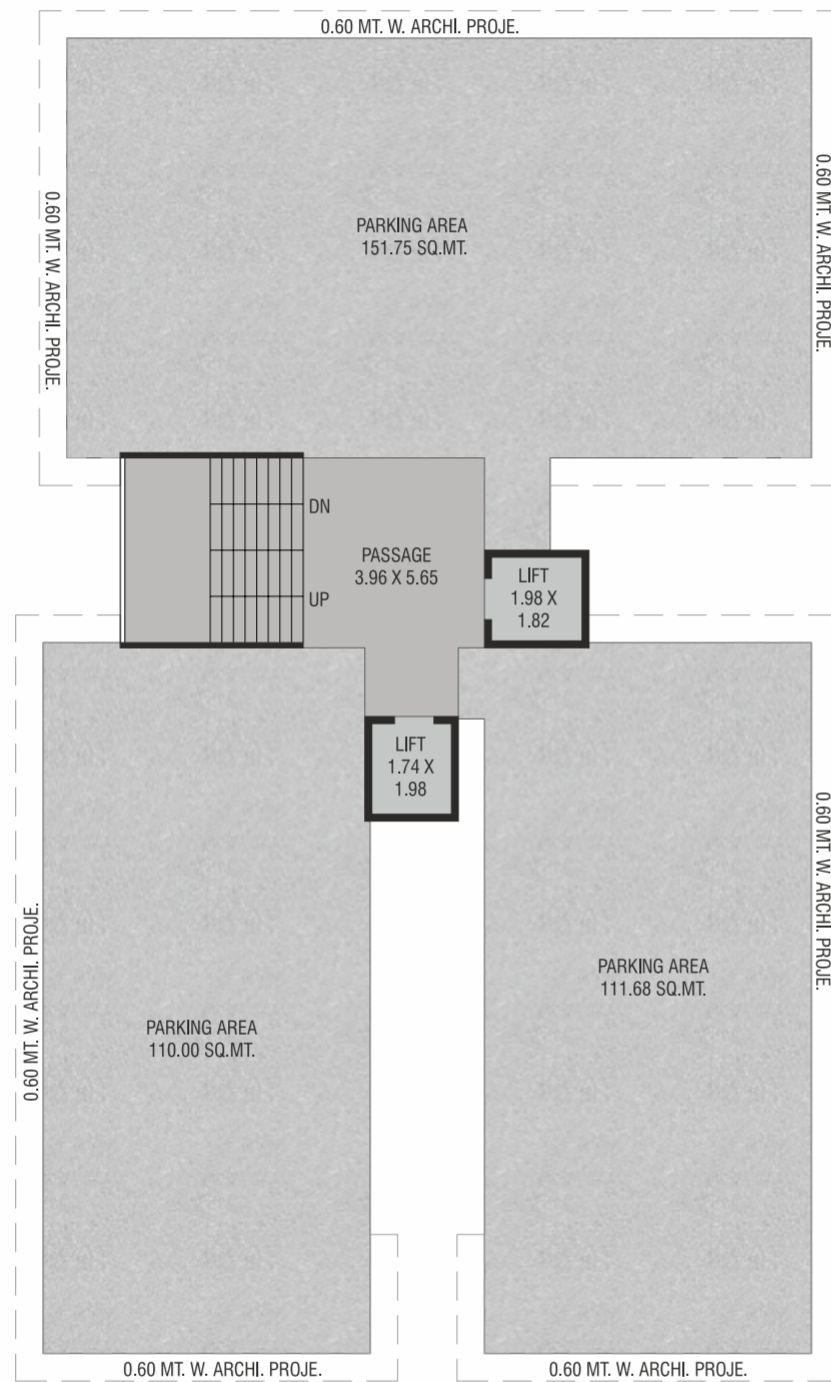 0.60 MT. W. ARCHI. PROJE.
0.60 MT. W. ARCHI. PROJE.
0.60 MT. W. ARCHI. PROJE.
PARKING AREA
151.75 SQ.MT.
DN
UP
PASSAGE
3.96 X 5.65
LIFT
1.98 X
1.82
LIFT
1.74 X
1.98
0.60 MT. W. ARCHI. PROJE.
0.60 MT. W. ARCHI. PROJE.
PARKING AREA
111.68 SQ.MT.
PARKING AREA
110.00 SQ.MT.
0.60 MT. W. ARCHI. PROJE.
0.60 MT. W. ARCHI. PROJE.